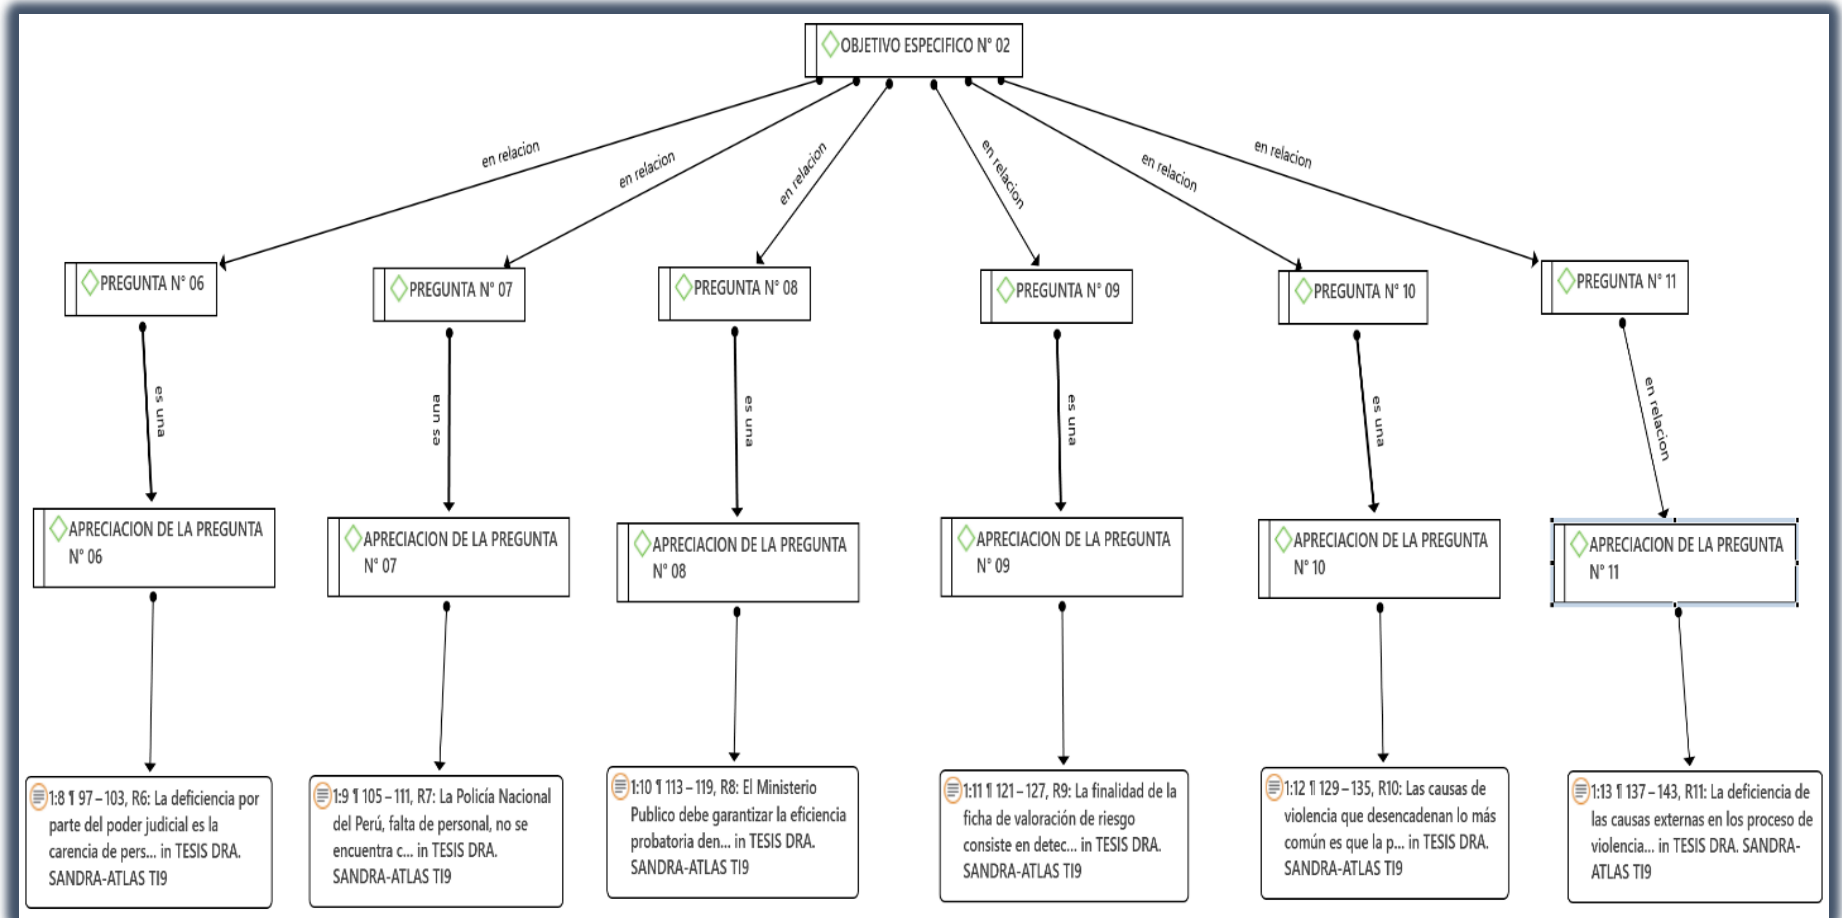 OBJETIVO ESPECIFICO N° 02
en relacion
en relacion
en relacion
en relacion
en relacion
en relacion
PREGUNTA N° 06
PREGUNTA N° 07
PREGUNTA N° 08
PREGUNTA N° 09
PREGUNTA N° 10
PREGUNTA N° 11
es una
es una
es una
es una
es una
en relacion
APRECIACION DE LA PREGUNTA
N° 06
APRECIACION DE LA PREGUNTA
N° 07
APRECIACION DE LA PREGUNTA
N° 08
APRECIACION DE LA PREGUNTA
N° 09
APRECIACION DE LA PREGUNTA
N° 10
APRECIACION DE LA PREGUNTA
N° 11
1:8 ¶ 97 – 103, R6: La deficiencia por
parte del poder judicial es la
carencia de pers... in TESIS DRA.
SANDRA-ATLAS TI9
1:9 ¶ 105 – 111, R7: La Policía Nacional
del Perú, falta de personal, no se
encuentra c... in TESIS DRA.
SANDRA-ATLAS TI9
1:10 ¶ 113 – 119, R8: El Ministerio
Publico debe garantizar la eficiencia
probatoria den... in TESIS DRA.
SANDRA-ATLAS TI9
1:11 ¶ 121 – 127, R9: La finalidad de la
ficha de valoración de riesgo
consiste en detec... in TESIS DRA.
SANDRA-ATLAS TI9
1:12 ¶ 129 – 135, R10: Las causas de
violencia que desencadenan lo más
común es que la p... in TESIS DRA.
SANDRA-ATLAS TI9
1:13 ¶ 137 – 143, R11: La deficiencia de
las causas externas en los proceso de
violencia... in TESIS DRA. SANDRA-
ATLAS TI9